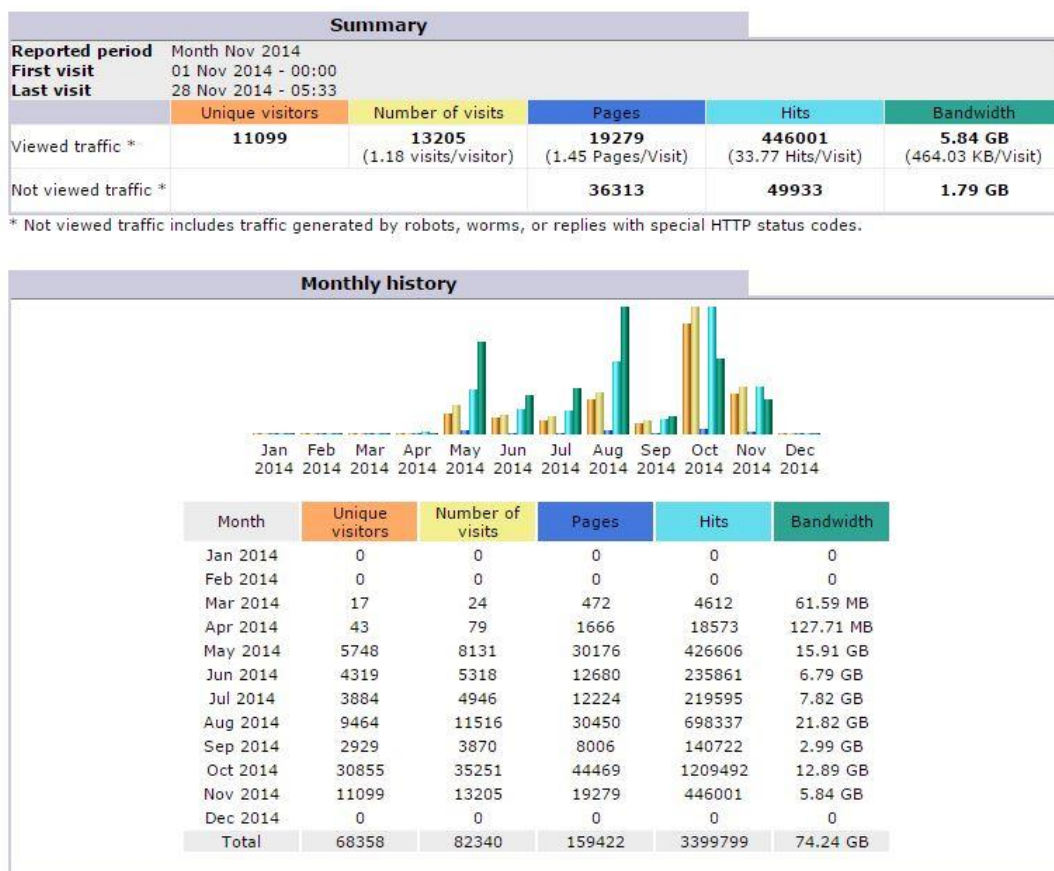 Summary
Reported period Month Nov 2014
First visit 01 Nov 2014 - 00:00
Last visit 28 Nov 2014 - 05:33
Unique visitors Number of visits Pages Hits Bandwidth
Viewed traffic * 11099 13205 19279 446001 5.84 GB
(1.18 visits/visitor) (1.45 Pages/Visit) (33.77 Hits/Visit) (464.03 KB/Visit)
Not viewed traffic * 36313 49933 1.79 GB
* Not viewed traffic includes traffic generated by robots, worms, or replies with special HTTP status codes.
Monthly history
Jan Feb Mar Apr May Jun Jul Aug Sep Oct Nov Dec
2014 2014 2014 2014 2014 2014 2014 2014 2014 2014 2014 2014
Month Unique visitors Number of visits Pages Hits Bandwidth
Jan 2014 0 0 0 0 0
Feb 2014 0 0 0 0 0
Mar 2014 17 24 472 4612 61.59 MB
Apr 2014 43 79 1666 18573 127.71 MB
May 2014 5748 8131 30176 426606 15.91 GB
Jun 2014 4319 5318 12680 235861 6.79 GB
Jul 2014 3884 4946 12224 219595 7.82 GB
Aug 2014 9464 11516 30450 698337 21.82 GB
Sep 2014 2929 3870 8006 140722 2.99 GB
Oct 2014 30855 35251 44469 1209492 12.89 GB
Nov 2014 11099 13205 19279 446001 5.84 GB
Dec 2014 0 0 0 0 0
Total 68358 82340 159422 3399799 74.24 GB